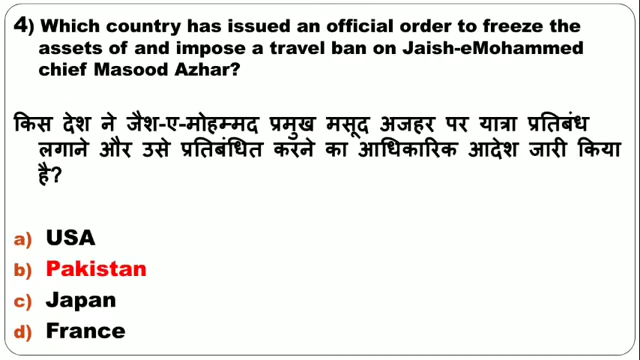 4) Which country has issued an official order to freeze the
assets of and impose a travel ban on Jaish-eMohammed
chief Masood Azhar?
किस देश ने जैश-ए-मोहम्मद प्रमुख मसूद अजहर पर यात्रा प्रतिबंध
लगाने और उसे प्रतिबंधित करने का आधिकारिक आदेश जारी किया
है?
a) USA
b) Pakistan
c) Japan
d) France